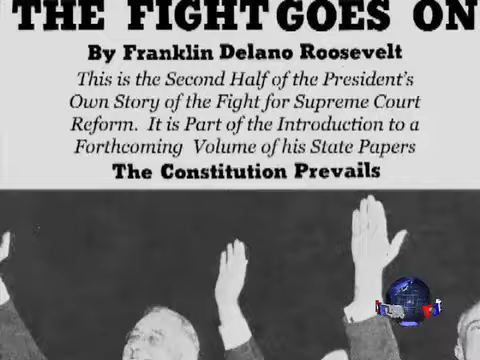 THE FIGHT GOES ON
By Franklin Delano Roosevelt
This is the Second Half of the President's
Own Story of the Fight for Supreme Court
Reform. It is Part of the Introduction to a
Forthcoming Volume of his State Papers
The Constitution Prevails